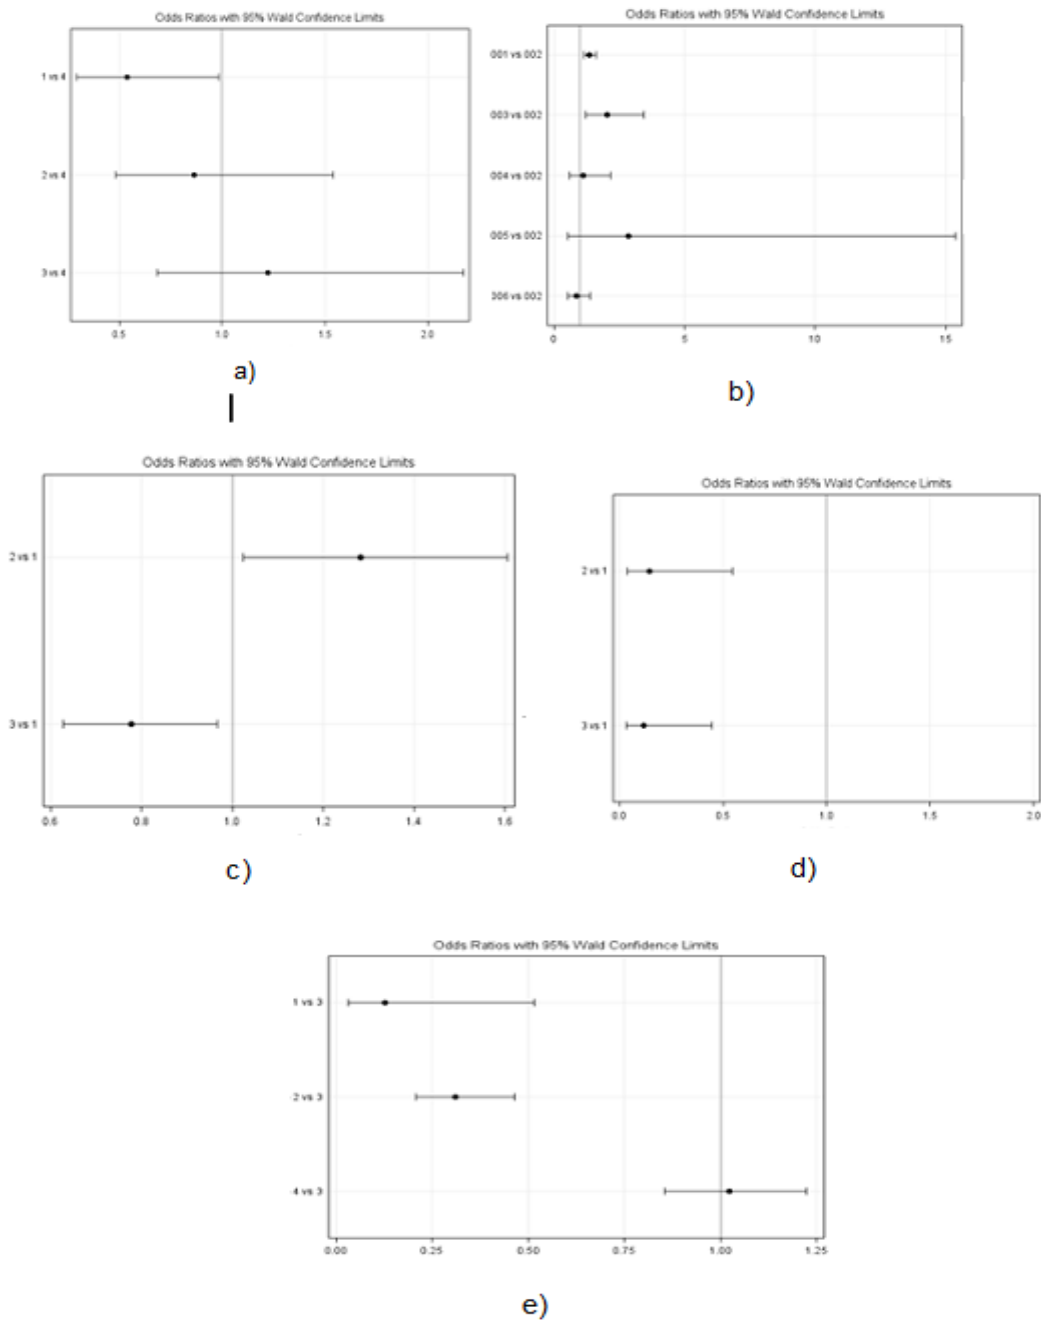 Odds Ratios with 95% Wald Confidence Limits
1 vs 4
2 vs 4
3 vs 4
0.5 1.0 1.5 2.0
a)
Odds Ratios with 95% Wald Confidence Limits
001 vs 002
003 vs 002
004 vs 002
005 vs 002
006 vs 002
0 5 10 15
b)
Odds Ratios with 95% Wald Confidence Limits
2 vs 1
3 vs 1
0.6 0.8 1.0 1.2 1.4 1.6
c)
Odds Ratios with 95% Wald Confidence Limits
2 vs 1
3 vs 1
0.0 0.5 1.0 1.5 2.0
d)
Odds Ratios with 95% Wald Confidence Limits
1 vs 3
2 vs 3
4 vs 3
0.00 0.25 0.50 0.75 1.00 1.25
e)